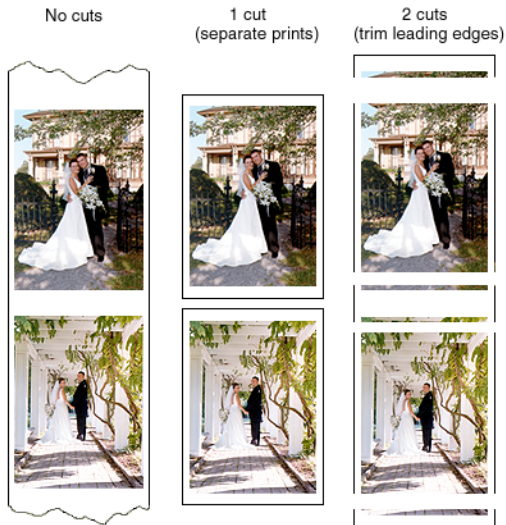 No cuts
1 cut
(separate prints)
2 cuts
(trim leading edges)